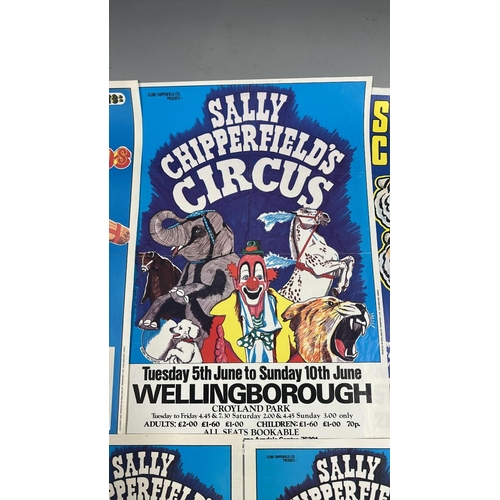 SALLY
CHIPPERFIELD'S
CIRCUS
Tuesday 5th June to Sunday 10th June
WELLINGBOROUGH
CROYLAND PARK
Tuesday to Friday 4.45 & 7.30 Saturday 2.00 & 4.45 Sunday 3.00 only
ADULTS: £2-00 £1-60 £1-00 CHILDREN: £1-60 £1-00 70p.
ALL SEATS BOOKABLE
SALLY
CHIPPERFIELD'S
SALLY